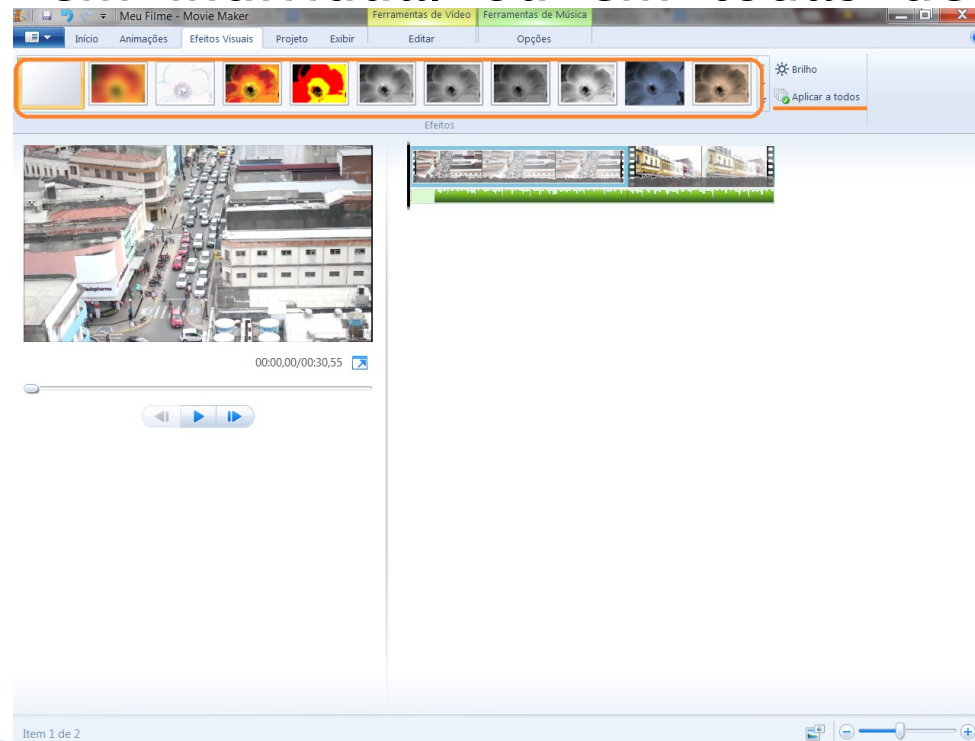 Meu Filme - Movie Maker
Ferramentas de Vídeo
Ferramentas de Música
Início
Animações
Efeitos Visuais
Projeto
Exibir
Editar
Opções
Brilho
Aplicar a todos
Efeitos
00:00,00/00:30,55
Item 1 de 2